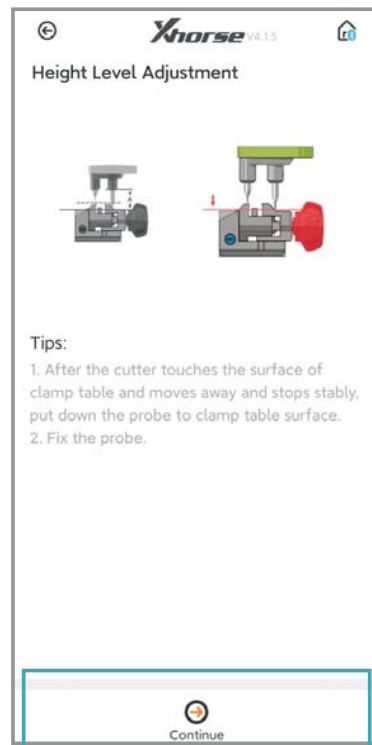 Xhorse V4.1.5
Height Level Adjustment
Tips:
1. After the cutter touches the surface of
clamp table and moves away and stops stably,
put down the probe to clamp table surface.
2. Fix the probe.
Continue